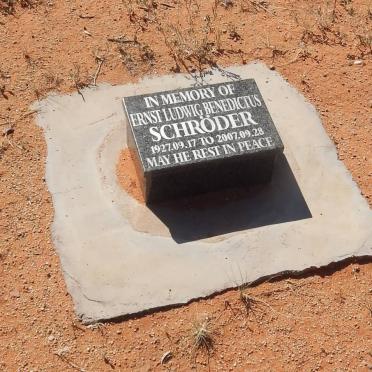 IN MEMORY OF
ERNST LUDWIG BENEDICTUS
SCHRÖDER
1927.09.17 TO 2007.09.28
MAY HE REST IN PEACE